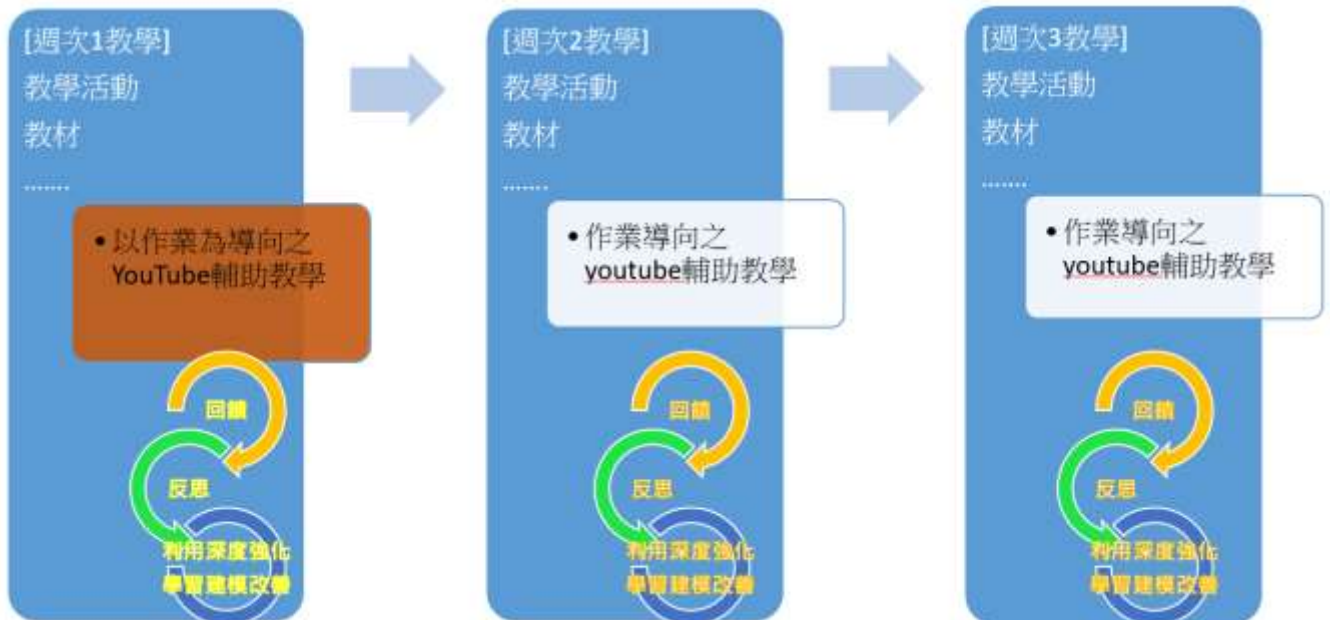 [週次1教學]
教學活動
教材
.......
• 以作業為導向之
YouTube輔助教學
回饋
反思
利用深度強化
學習建模改善
[週次2教學]
教學活動
教材
.......
• 作業導向之
youtube輔助教學
回饋
反思
利用深度強化
學習建模改善
[週次3教學]
教學活動
教材
.......
• 作業導向之
youtube輔助教學
回饋
反思
利用深度強化
學習建模改善